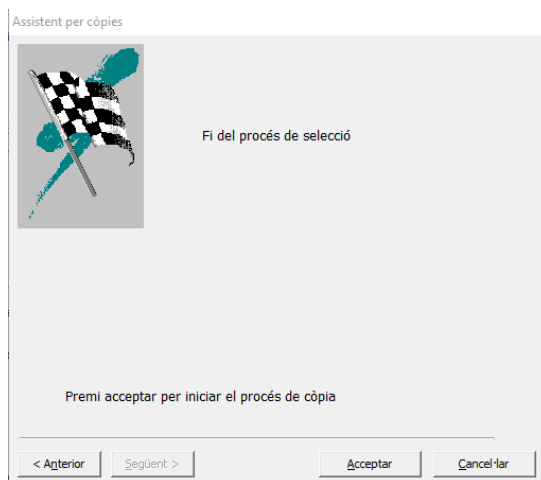 Assistent per còpies
Fi del procés de selecció
Premi acceptar per iniciar el procés de còpia
< Anterior
Següent >
Acceptar
Cancel·lar